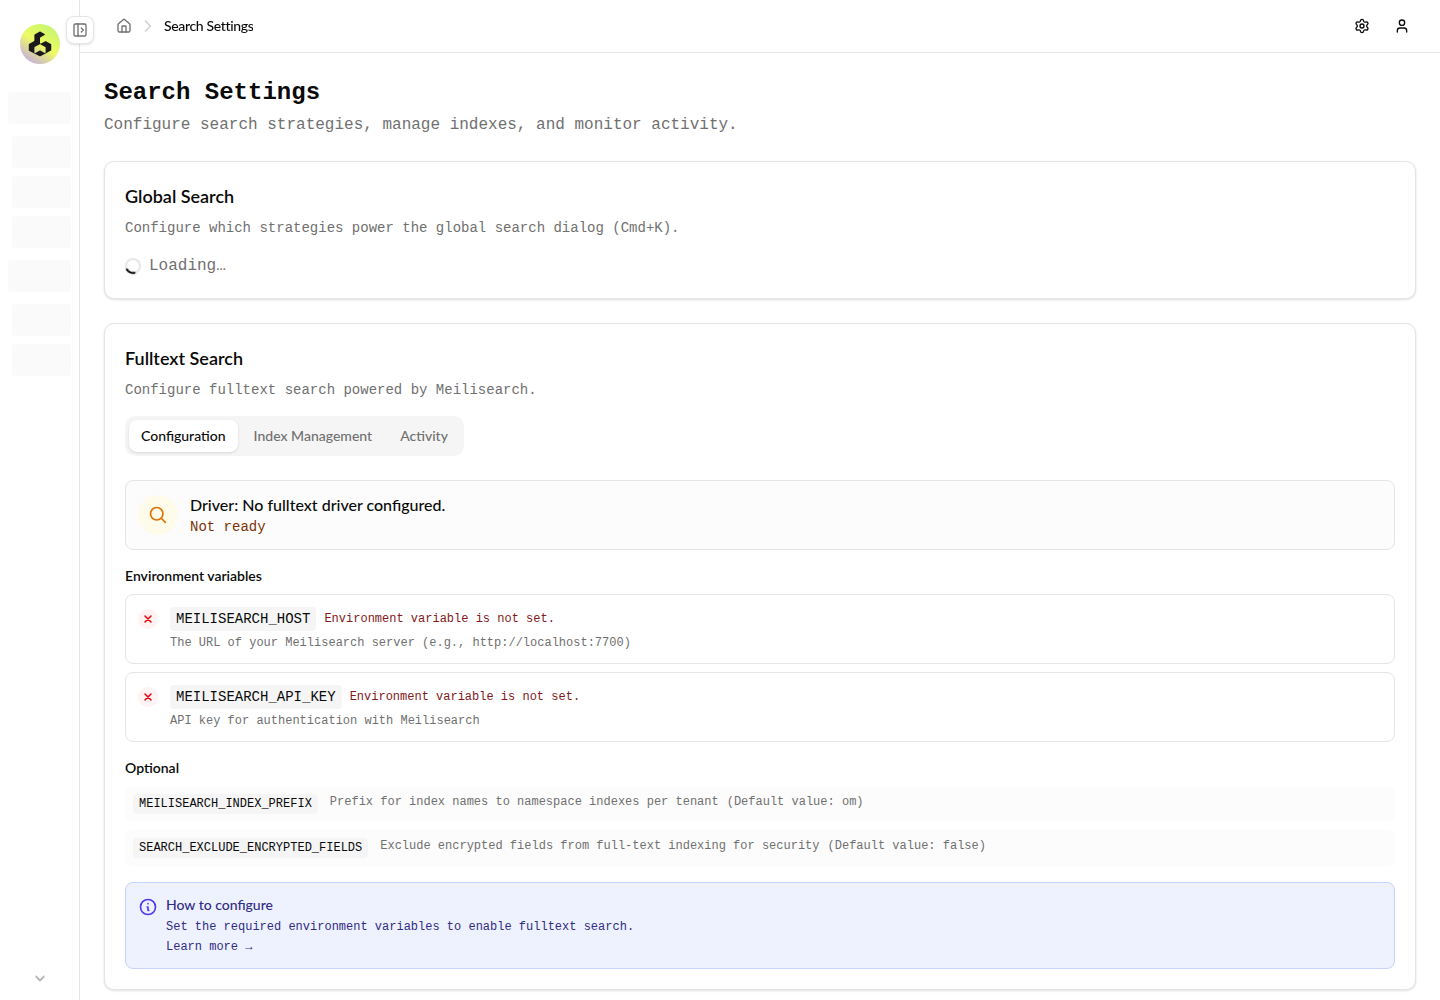 Search Settings
Search Settings
Configure search strategies, manage indexes, and monitor activity.
Global Search
Configure which strategies power the global search dialog (Cmd+K).
Loading…
Fulltext Search
Configure fulltext search powered by Meilisearch.
Configuration Index Management Activity
Driver: No fulltext driver configured.
Not ready
Environment variables
MEILISEARCH_HOST Environment variable is not set.
The URL of your Meilisearch server (e.g., http://localhost:7700)
MEILISEARCH_API_KEY Environment variable is not set.
API key for authentication with Meilisearch
Optional
MEILISEARCH_INDEX_PREFIX Prefix for index names to namespace indexes per tenant (Default value: om)
SEARCH_EXCLUDE_ENCRYPTED_FIELDS Exclude encrypted fields from full-text indexing for security (Default value: false)
How to configure
Set the required environment variables to enable fulltext search.
Learn more →